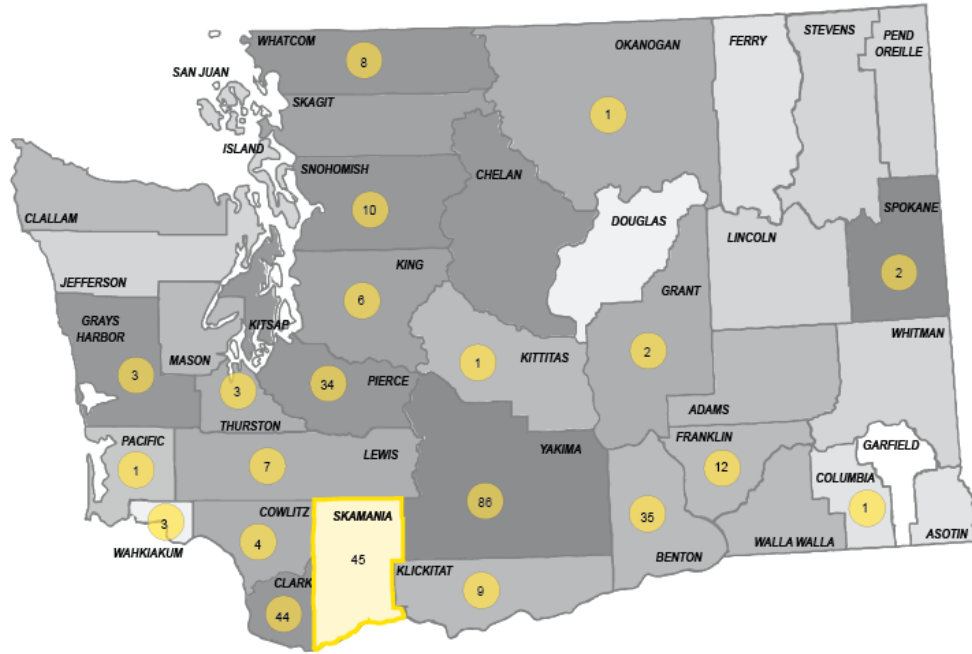 WHATCOM
8
OKANOGAN
1
FERRY
STEVENS
PEND
OREILLE
SAN JUAN
SKAGIT
ISLAND
SNOHOMISH
10
CHELAN
DOUGLAS
SPOKANE
2
CLALLAM
LINCOLN
KING
6
GRANT
2
JEFFERSON
GRAYS
HARBOR
3
KITSAP
MASON
KITTITAS
1
WHITMAN
34
PIERCE
3
THURSTON
ADAMS
PACIFIC
1
7
LEWIS
YAKIMA
86
FRANKLIN
12
GARFIELD
COLUMBIA
1
COWLITZ
4
SKAMANIA
45
35
BENTON
3
WAHKIAKUM
WALLA WALLA
ASOTIN
CLARK
44
KLICKITAT
9